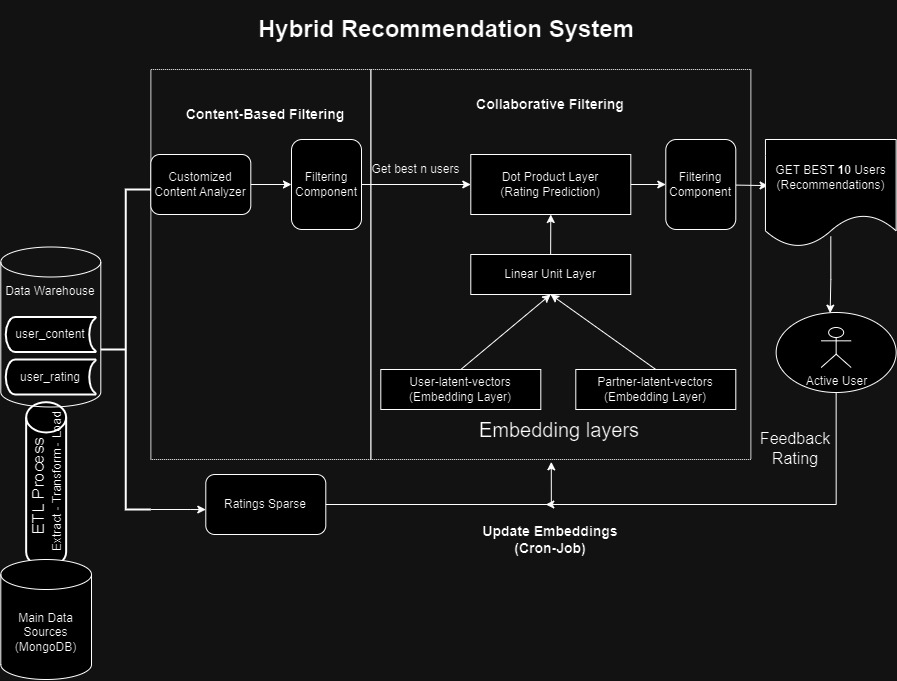 Hybrid Recommendation System
Content-Based Filtering
Collaborative Filtering
Customized
Content Analyzer
Filtering
Component
Get best n users
Dot Product Layer
(Rating Prediction)
Filtering
Component
GET BEST 10 Users
(Recommendations)
Linear Unit Layer
Data Warehouse
user_content
user_rating
User-latent-vectors
(Embedding Layer)
Partner-latent-vectors
(Embedding Layer)
Embedding layers
Active User
Feedback
Rating
ETL Process
Extract - Transform - Load
Ratings Sparse
Update Embeddings
(Cron-Job)
Main Data
Sources
(MongoDB)